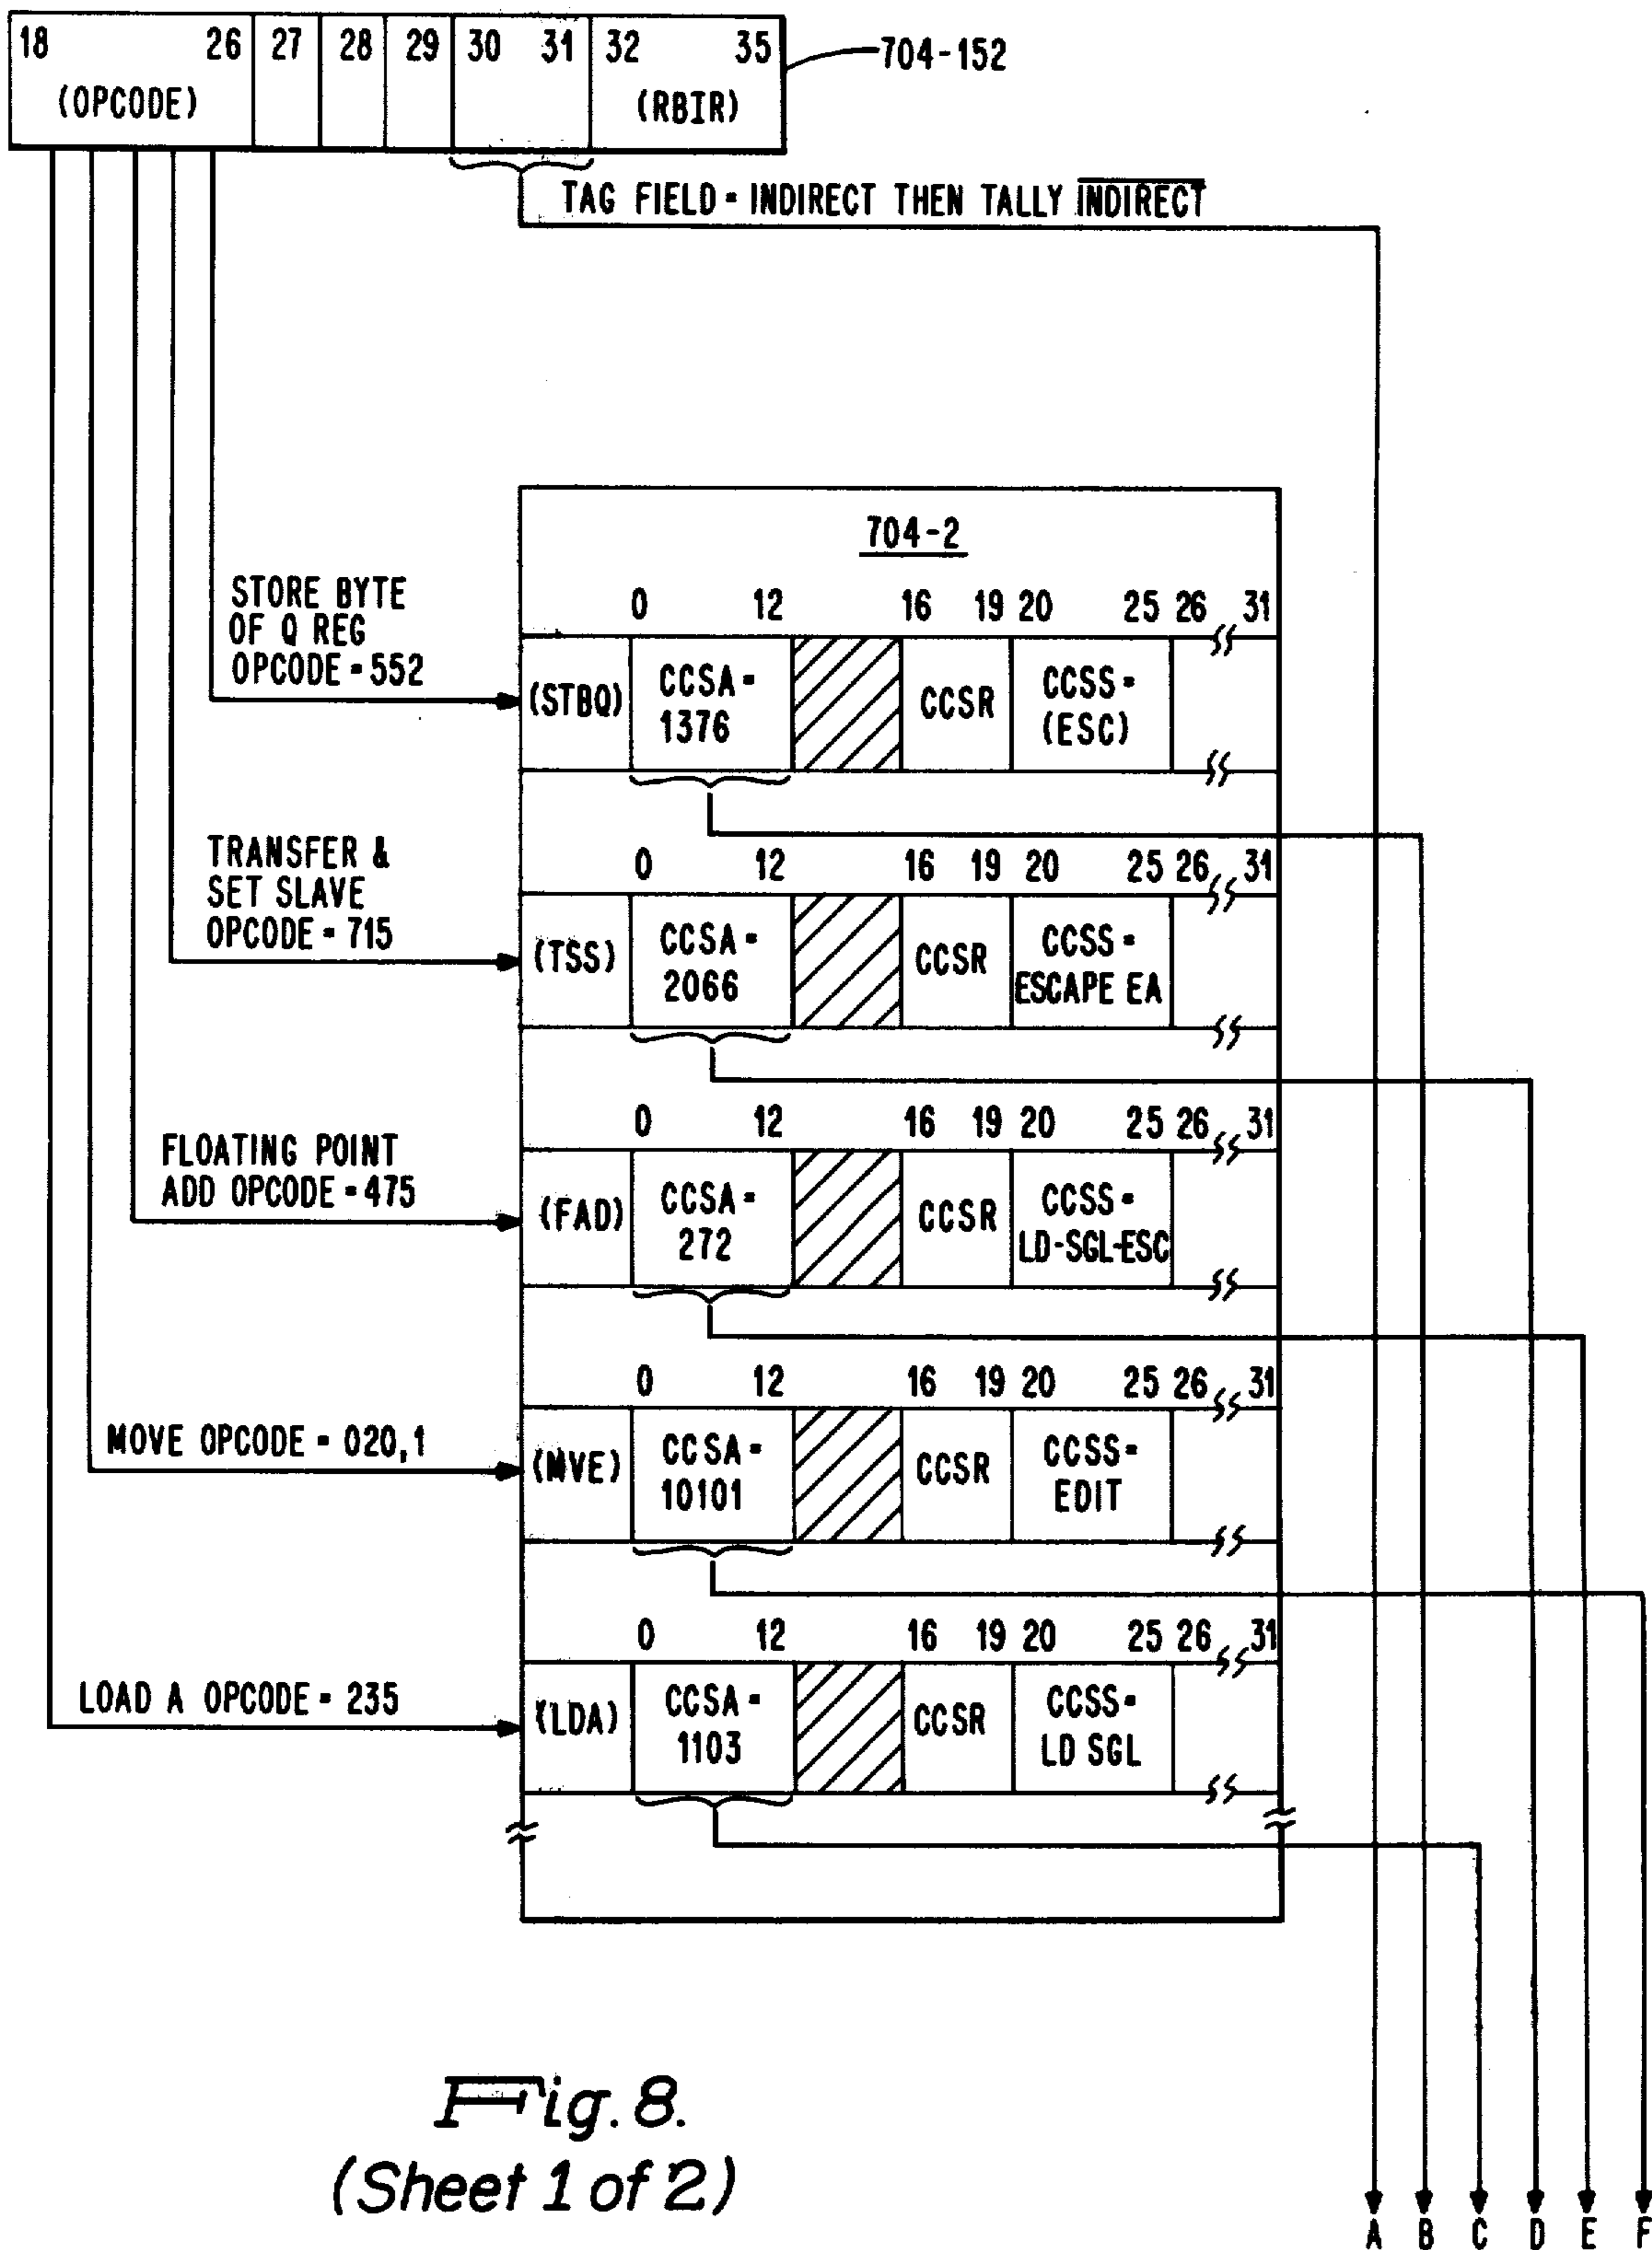 18 26 27 28 29 30 31 32 35
(OPCODE) (RBIR)
704-152
TAG FIELD = INDIRECT THEN TALLY INDIRECT
704-2
STORE BYTE
OF Q REG
OPCODE = 552
0 12 16 19 20 25 26 31
(STBQ) CCSA = 1376 CCSR CCSS = (ESC)
TRANSFER &
SET SLAVE
OPCODE = 715
0 12 16 19 20 25 26 31
(TSS) CCSA = 2066 CCSR CCSS = ESCAPE EA
FLOATING POINT
ADD OPCODE = 475
0 12 16 19 20 25 26 31
(FAD) CCSA = 272 CCSR CCSS = LD-SGL-ESC
MOVE OPCODE = 020,1
0 12 16 19 20 25 26 31
(MVE) CCSA = 10101 CCSR CCSS = EDIT
LOAD A OPCODE = 235
0 12 16 19 20 25 26 31
(LDA) CCSA = 1103 CCSR CCSS = LD SGL
Fig. 8.
(Sheet 1 of 2)
A B C D E F